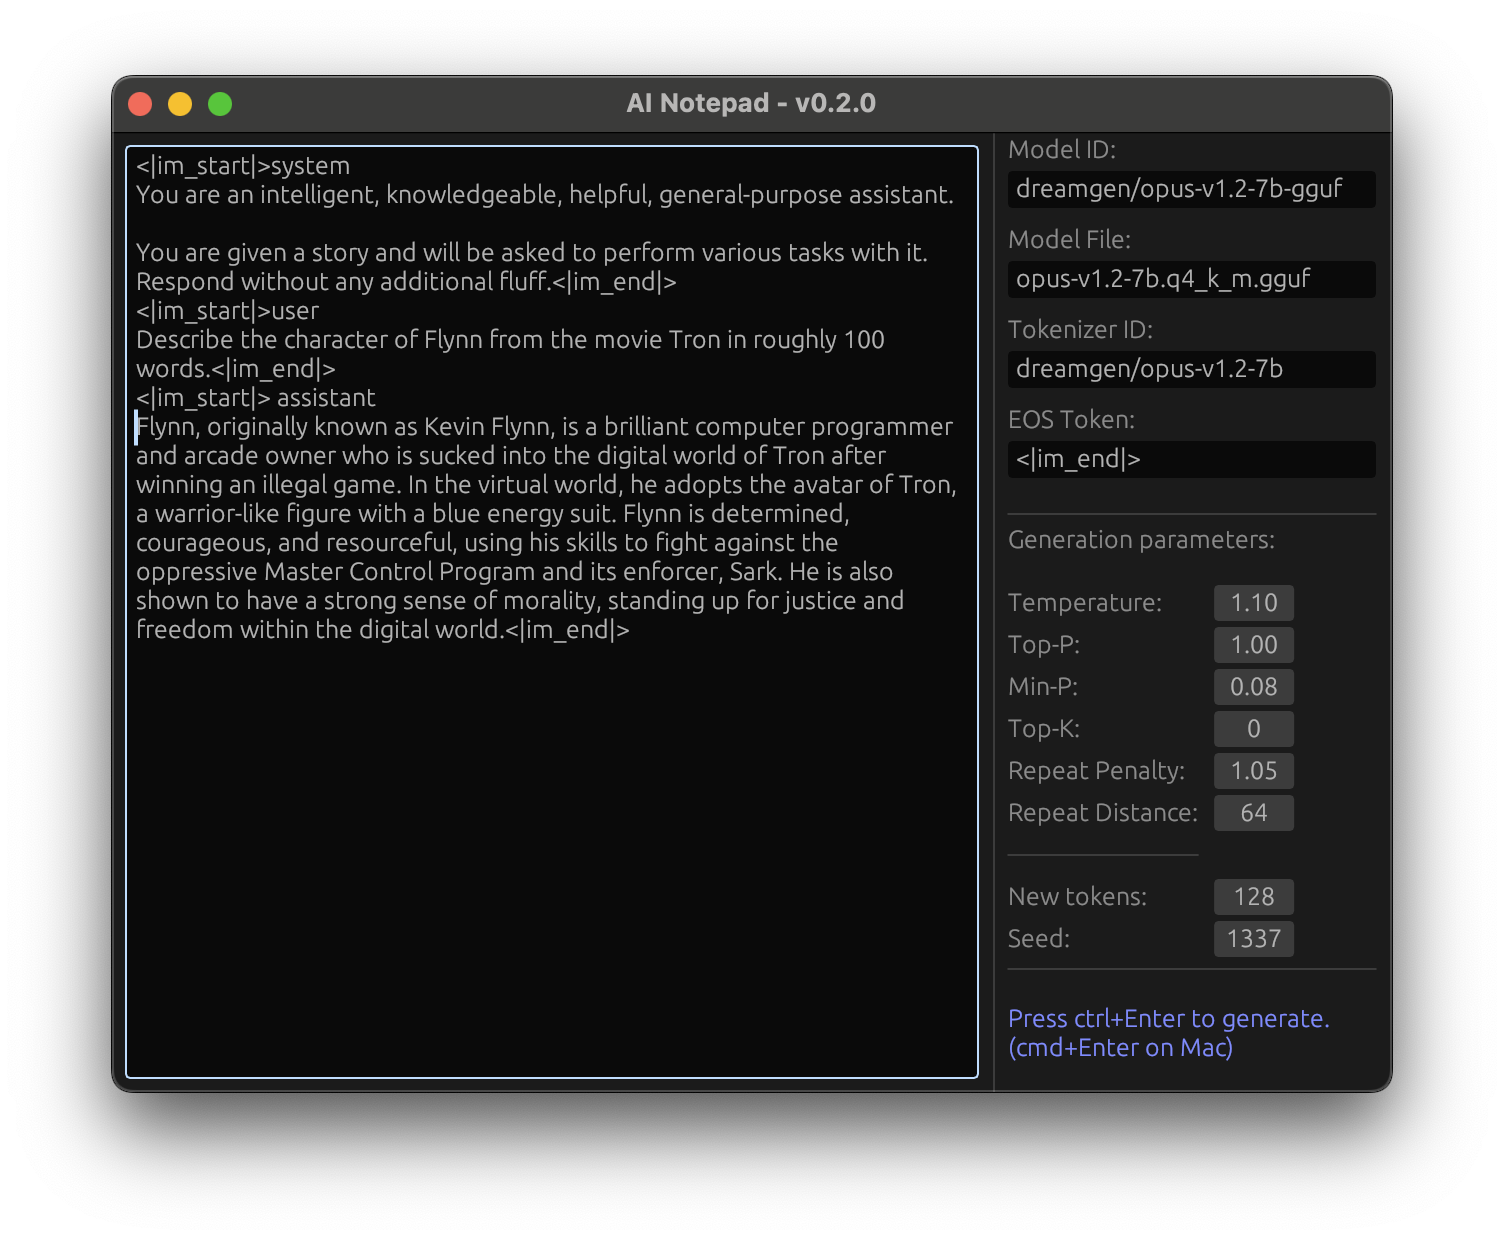 AI Notepad - v0.2.0
<|im_start|>system
You are an intelligent, knowledgeable, helpful, general-purpose assistant.
You are given a story and will be asked to perform various tasks with it.
Respond without any additional fluff.<|im_end|>
<|im_start|>user
Describe the character of Flynn from the movie Tron in roughly 100
words.<|im_end|>
<|im_start|> assistant
Flynn, originally known as Kevin Flynn, is a brilliant computer programmer
and arcade owner who is sucked into the digital world of Tron after
winning an illegal game. In the virtual world, he adopts the avatar of Tron,
a warrior-like figure with a blue energy suit. Flynn is determined,
courageous, and resourceful, using his skills to fight against the
oppressive Master Control Program and its enforcer, Sark. He is also
shown to have a strong sense of morality, standing up for justice and
freedom within the digital world.<|im_end|>
Model ID:
dreamgen/opus-v1.2-7b-gguf
Model File:
opus-v1.2-7b.q4_k_m.gguf
Tokenizer ID:
dreamgen/opus-v1.2-7b
EOS Token:
<|im_end|>
Generation parameters:
Temperature: 1.10
Top-P: 1.00
Min-P: 0.08
Top-K: 0
Repeat Penalty: 1.05
Repeat Distance: 64
New tokens: 128
Seed: 1337
Press ctrl+Enter to generate.
(cmd+Enter on Mac)